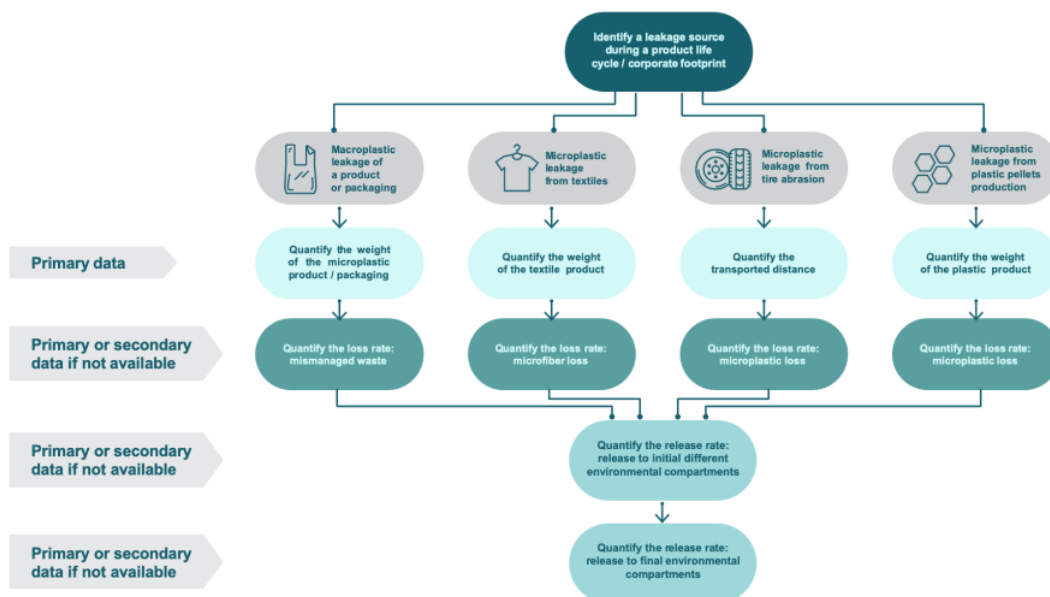 Identify a leakage source
during a product life
cycle / corporate footprint
Macroplastic
leakage of
a product
or packaging
Microplastic
leakage
from textiles
Microplastic
leakage from
tire abrasion
Microplastic
leakage from
plastic pellets
production
Primary data
Quantify the weight
of the microplastic
product / packaging
Quantify the weight
of the textile product
Quantify the
transported distance
Quantify the weight
of the plastic product
Primary or secondary
data if not available
Quantify the loss rate:
mismanaged waste
Quantify the loss rate:
microfiber loss
Quantify the loss rate:
microplastic loss
Quantify the loss rate:
microplastic loss
Primary or secondary
data if not available
Quantify the release rate:
release to initial different
environmental compartments
Primary or secondary
data if not available
Quantify the release rate:
release to final environmental
compartments